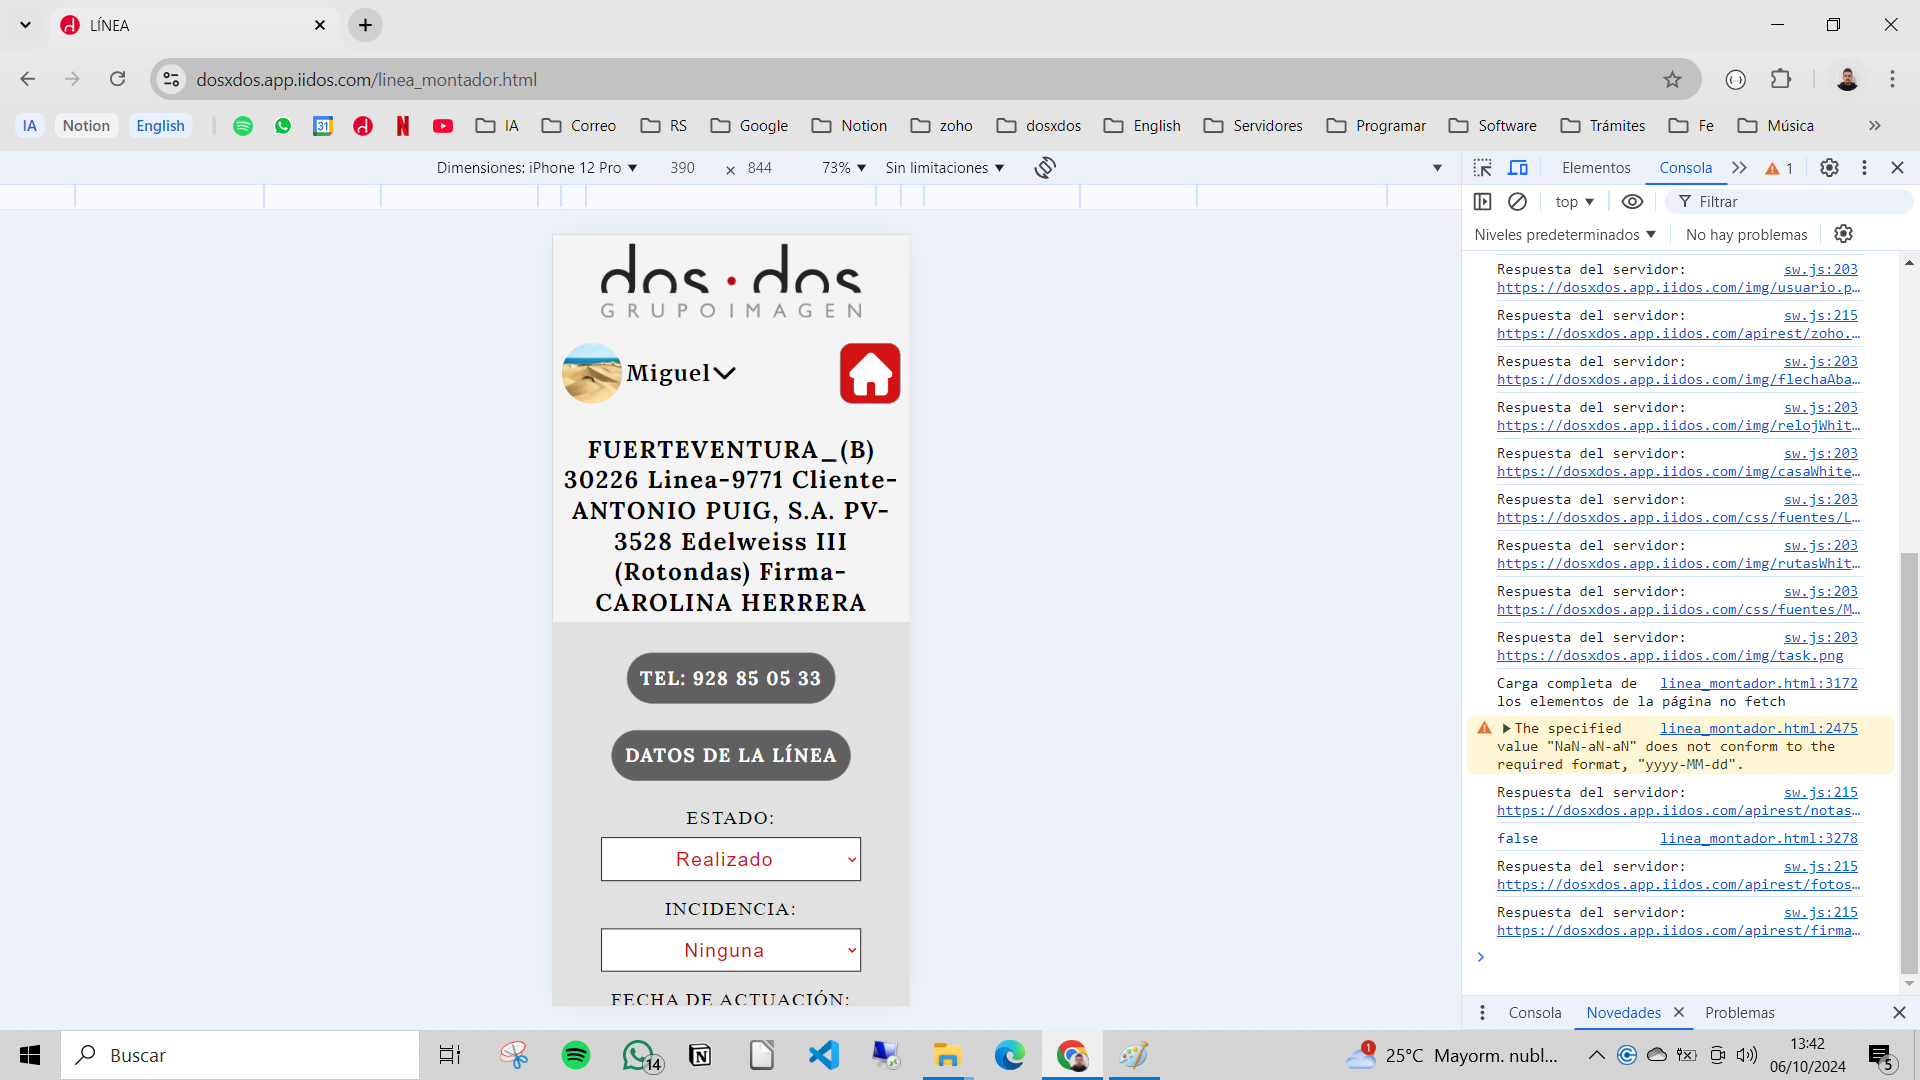 LÍNEA
dosxdos.app.iidos.com/linea_montador.html
IA Notion English IA Correo RS Google Notion zoho dosxdos English Servidores Programar Software Trámites Fe Música »
Dimensiones: iPhone 12 Pro ▼ 390 x 844 73% ▼ Sin limitaciones ▼
dos·dos
GRUPOIMAGEN
Miguel
FUERTEVENTURA_(B)
30226 Linea-9771 Cliente-
ANTONIO PUIG, S.A. PV-
3528 Edelweiss III
(Rotondas) Firma-
CAROLINA HERRERA
TEL: 928 85 05 33
DATOS DE LA LÍNEA
ESTADO:
Realizado
INCIDENCIA:
Ninguna
FECHA DE ACTUACIÓN:
Elementos Consola 1
top ▼ Filtrar
Niveles predeterminados ▼ No hay problemas
Respuesta del servidor: sw.js:203
https://dosxdos.app.iidos.com/img/usuario.p…
Respuesta del servidor: sw.js:215
https://dosxdos.app.iidos.com/apirest/zoho.…
Respuesta del servidor: sw.js:203
https://dosxdos.app.iidos.com/img/flechaAba…
Respuesta del servidor: sw.js:203
https://dosxdos.app.iidos.com/img/relojWhit…
Respuesta del servidor: sw.js:203
https://dosxdos.app.iidos.com/img/casaWhite…
Respuesta del servidor: sw.js:203
https://dosxdos.app.iidos.com/css/fuentes/L…
Respuesta del servidor: sw.js:203
https://dosxdos.app.iidos.com/img/rutasWhit…
Respuesta del servidor: sw.js:203
https://dosxdos.app.iidos.com/css/fuentes/M…
Respuesta del servidor: sw.js:203
https://dosxdos.app.iidos.com/img/task.png
Carga completa de linea_montador.html:3172
los elementos de la página no fetch
The specified linea_montador.html:2475
value "NaN-aN-aN" does not conform to the
required format, "yyyy-MM-dd".
Respuesta del servidor: sw.js:215
https://dosxdos.app.iidos.com/apirest/notas…
false linea_montador.html:3278
Respuesta del servidor: sw.js:215
https://dosxdos.app.iidos.com/apirest/fotos…
Respuesta del servidor: sw.js:215
https://dosxdos.app.iidos.com/apirest/firma…
Consola Novedades Problemas
Buscar
14
1
25°C Mayorm. nubl...
13:42
06/10/2024
5